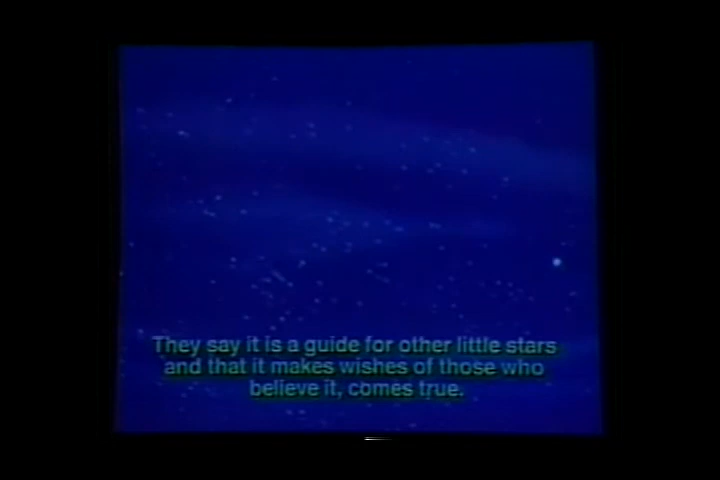 They say it is a guide for other little stars
and that it makes wishes of those who
believe it, comes true.